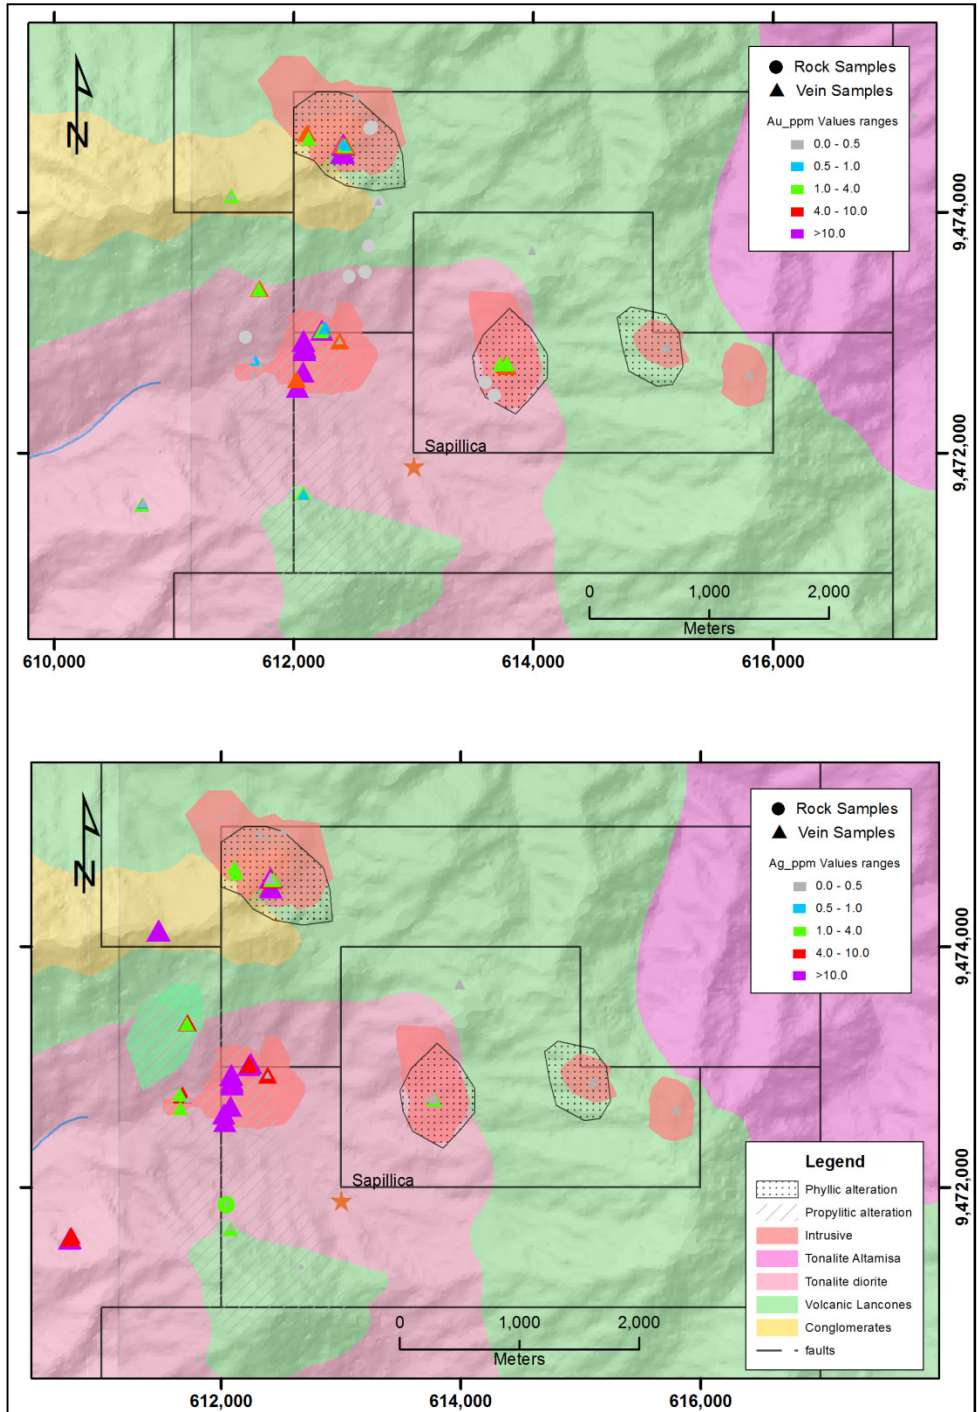 N
Rock Samples
Vein Samples
Au_ppm Values ranges
0.0 - 0.5
0.5 - 1.0
1.0 - 4.0
4.0 - 10.0
>10.0
9,474,000
Sapillica
9,472,000
0 1,000 2,000
Meters
610,000 612,000 614,000 616,000
N
Rock Samples
Vein Samples
Ag_ppm Values ranges
0.0 - 0.5
0.5 - 1.0
1.0 - 4.0
4.0 - 10.0
>10.0
9,474,000
Sapillica
9,472,000
Legend
Phyllic alteration
Propylitic alteration
Intrusive
Tonalite Altamisa
Tonalite diorite
Volcanic Lancones
Conglomerates
faults
0 1,000 2,000
Meters
612,000 614,000 616,000